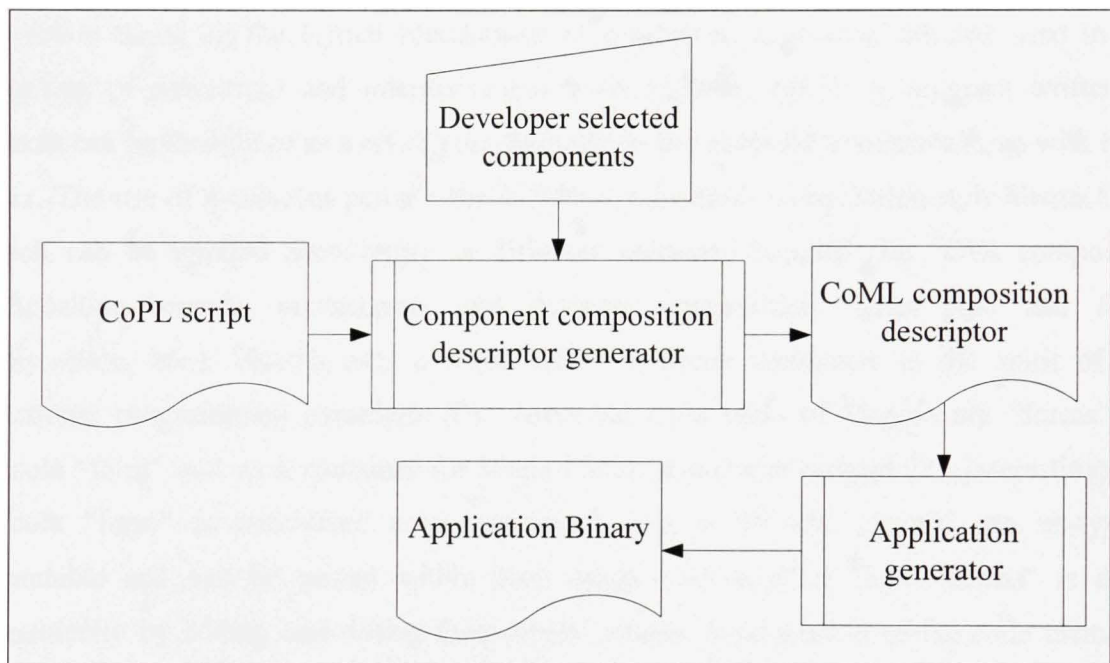 Developer selected
components
CoPL script
Component composition
descriptor generator
CoML composition
descriptor
Application Binary
Application
generator